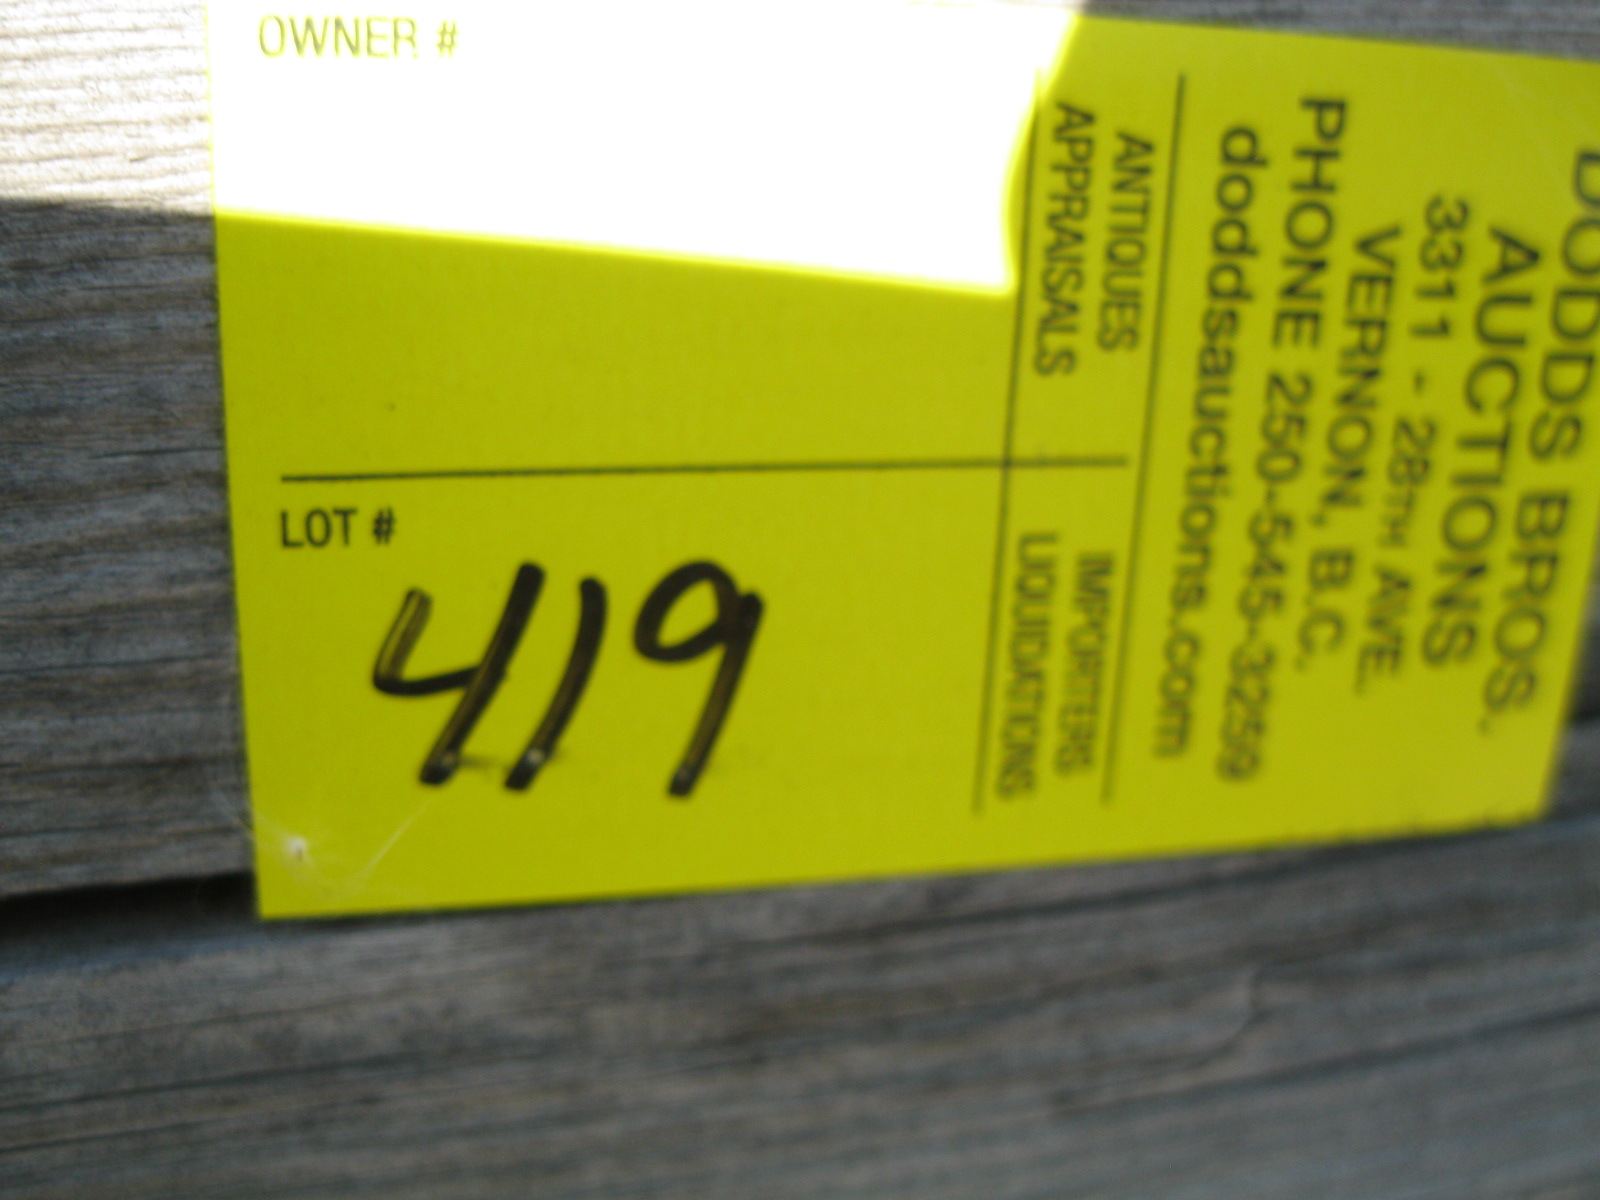 OWNER #
LOT #
419
DODDS BROS.
AUCTIONS
3311 - 28TH AVE.
VERNON, B.C.
PHONE 250-545-3259
doddsauctions.com
ANTIQUES
APPRAISALS
IMPORTERS
LIQUIDATIONS